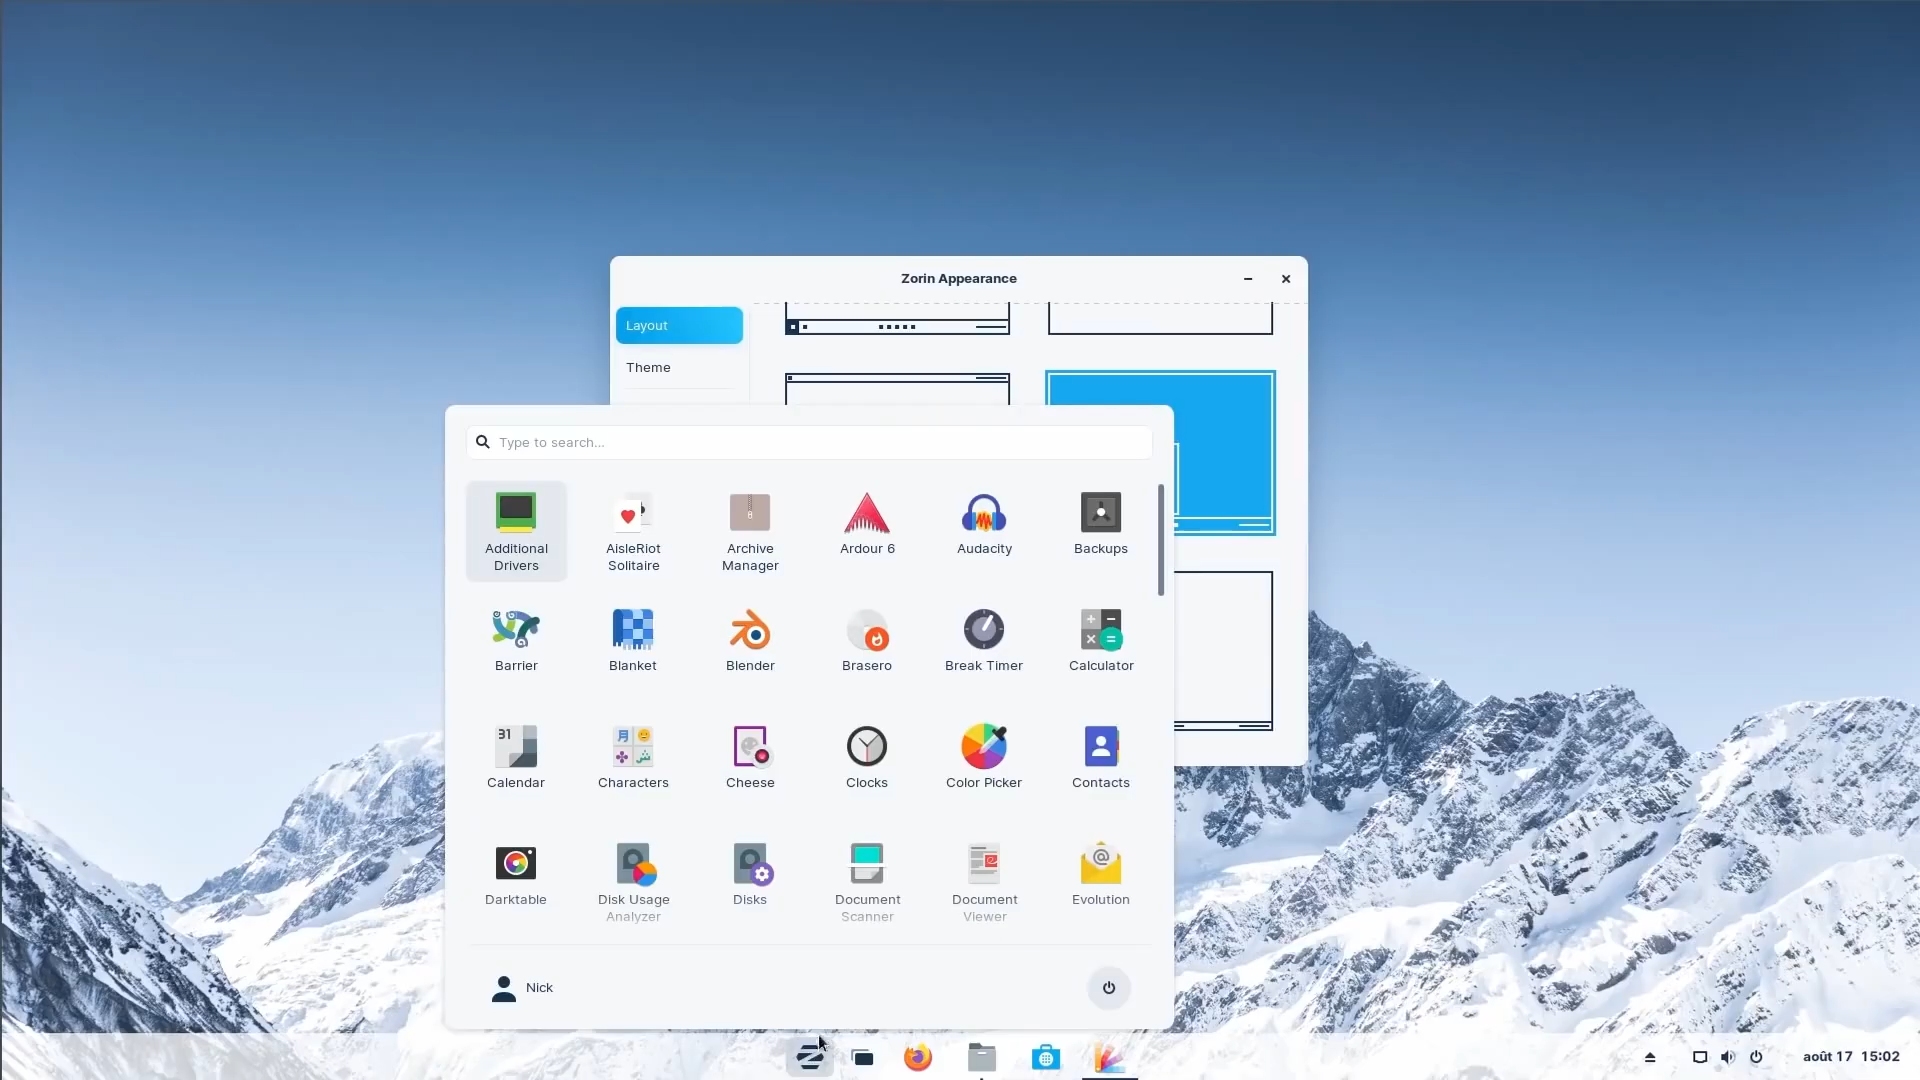 Zorin Appearance
Layout
Theme
Type to search...
Additional Drivers
AisleRiot Solitaire
Archive Manager
Ardour 6
Audacity
Backups
Barrier
Blanket
Blender
Brasero
Break Timer
Calculator
31
Calendar
Characters
Cheese
Clocks
Color Picker
Contacts
Darktable
Disk Usage Analyzer
Disks
Document Scanner
Document Viewer
Evolution
Nick
août 17 15:02